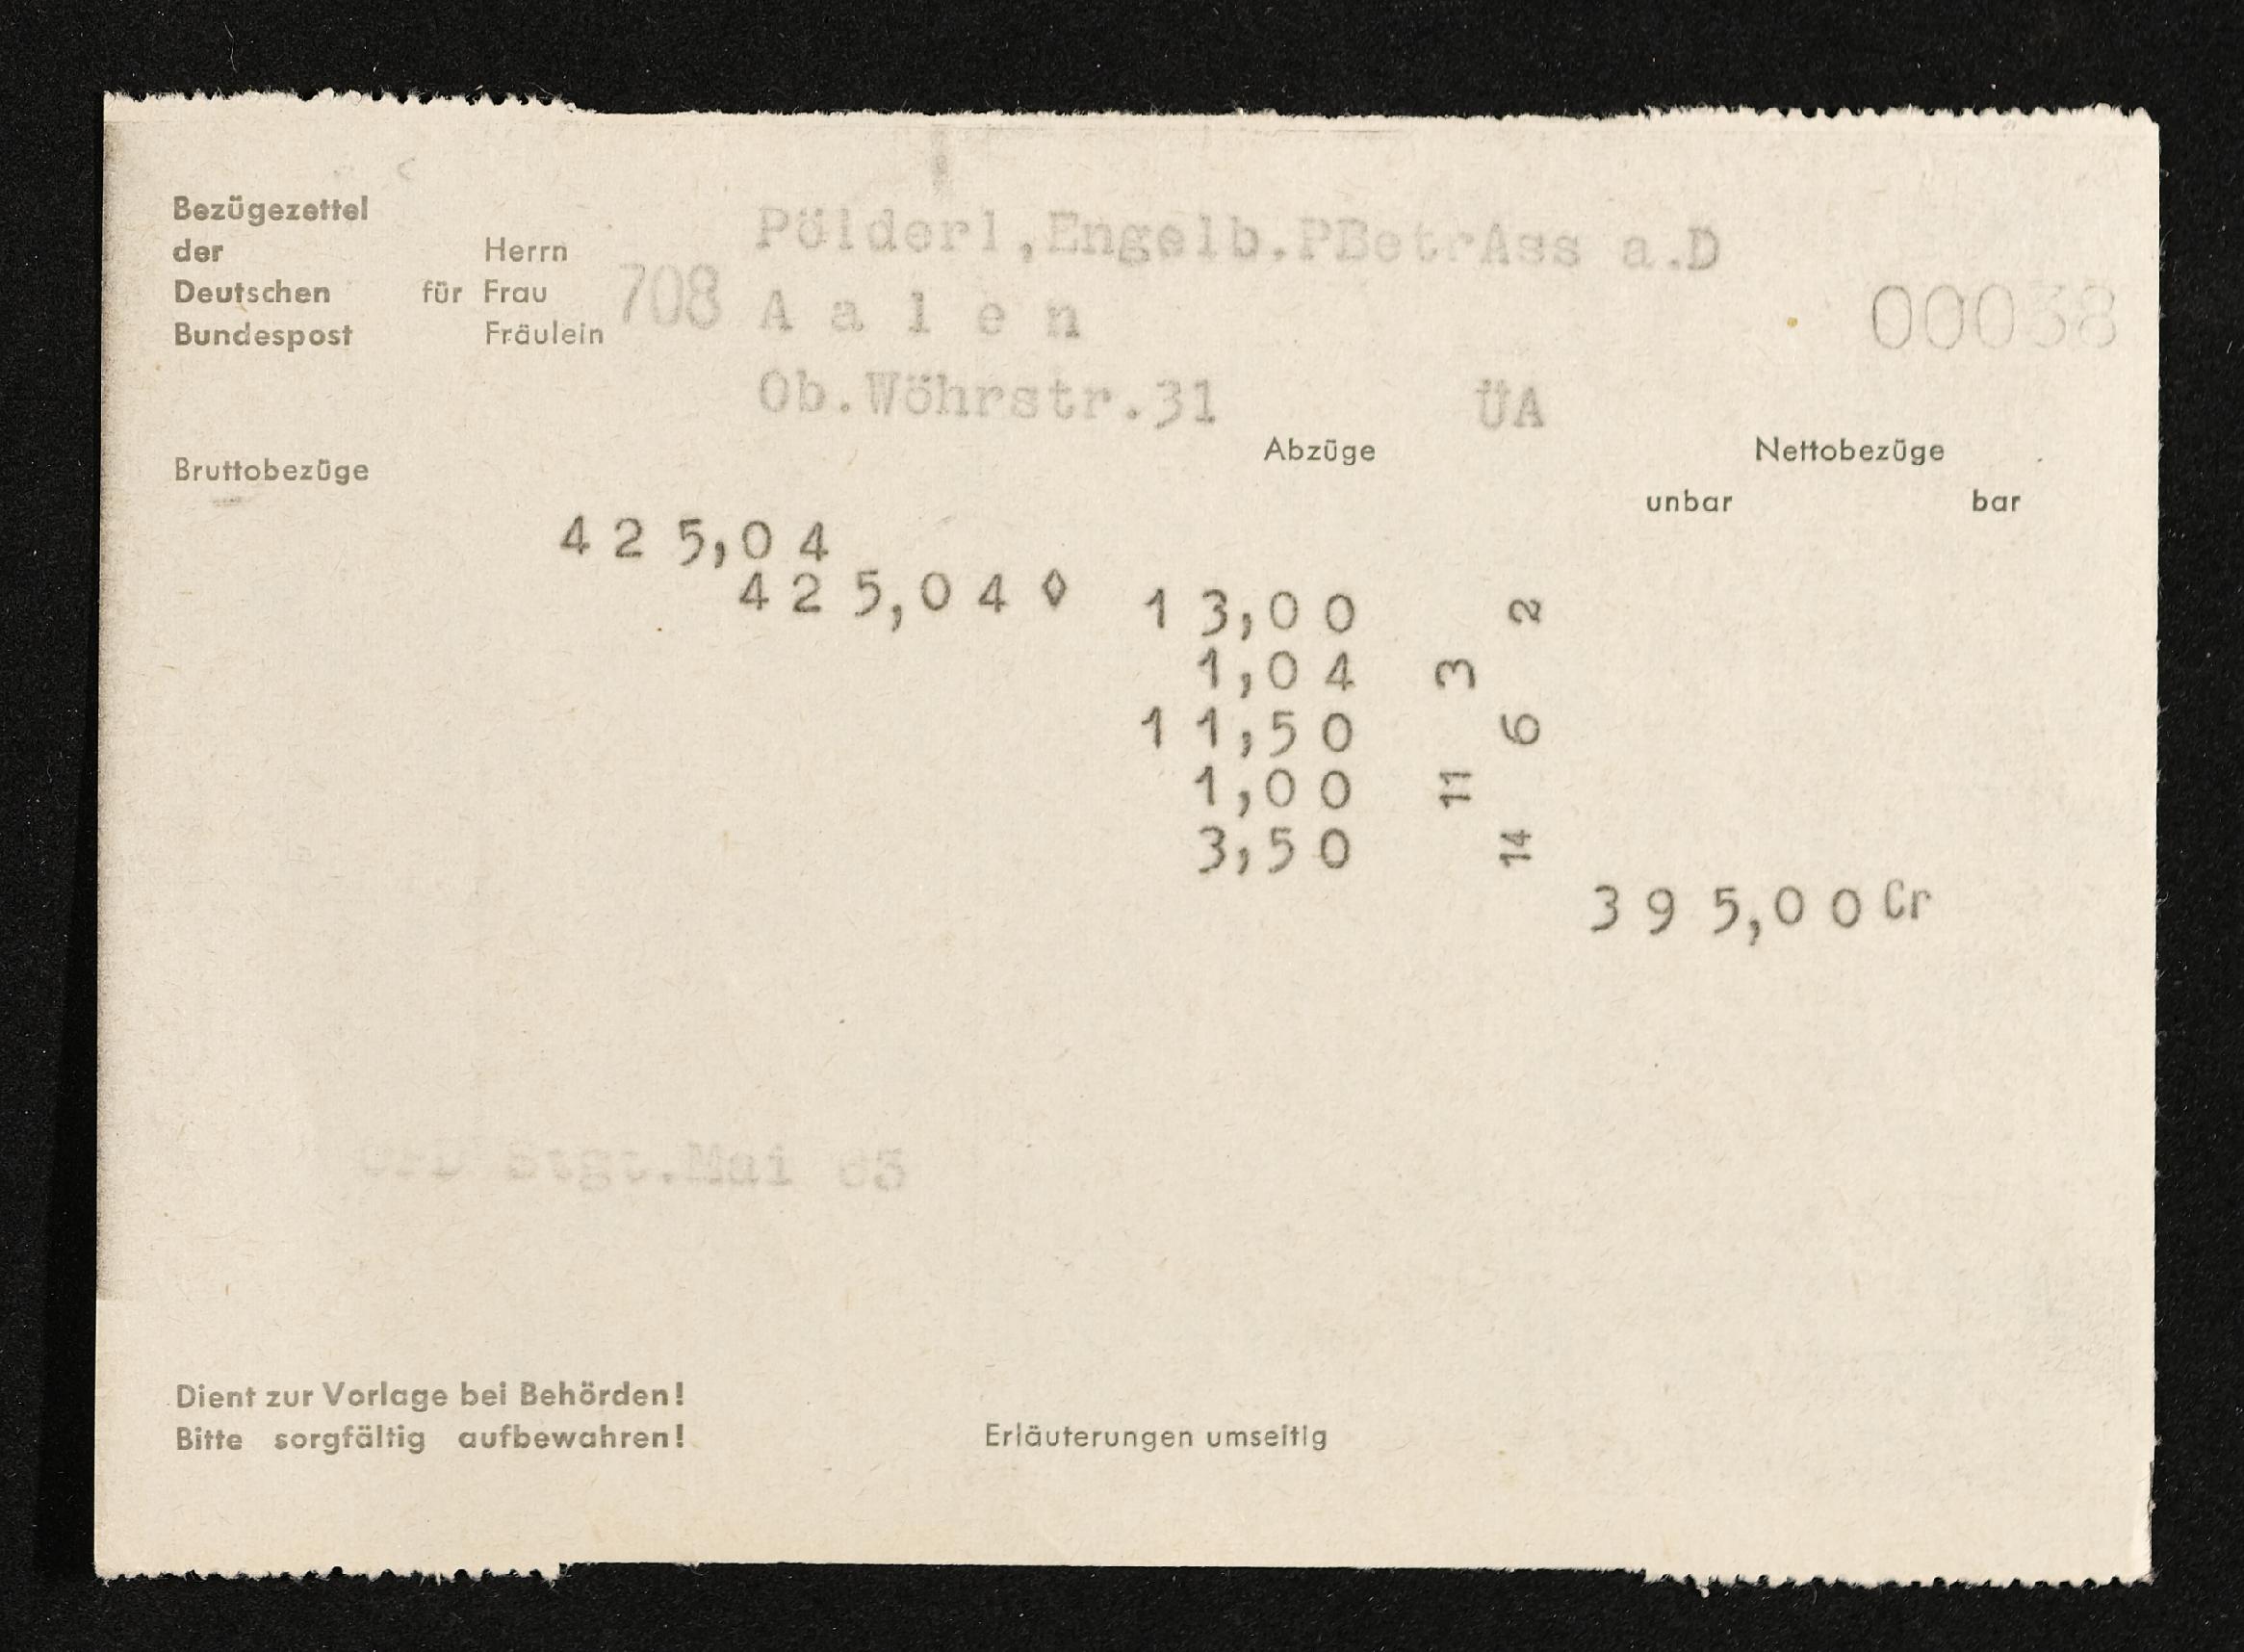 Pölderl,Engelb.PBetrAss a.D
Bezügezettel
der Herrn
Deutschen für Frau 708 A a l e n 00038
Bundespost Fräulein
Ob.Wöhrstr.31 ÜA
Bruttobezüge Abzüge Nettobezüge
unbar bar
425,04
425,04 ◊ 13,00 2
1,04 3
11,50 6
1,00 11
3,50 14
395,00 Cr
Stgt.Mai
Dient zur Vorlage bei Behörden!
Bitte sorgfältig aufbewahren! Erläuterungen umseitig